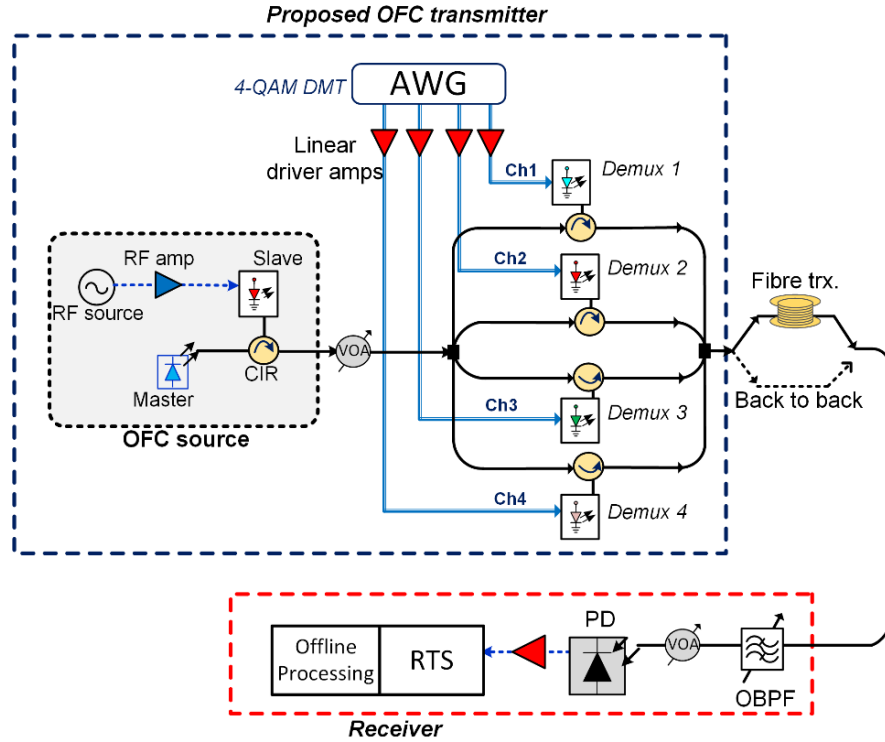 Proposed OFC transmitter
4-QAM DMT
AWG
Linear
driver amps
Ch1
Demux 1
Ch2
Demux 2
RF amp
Slave
RF source
Fibre trx.
VOA
CIR
Master
OFC source
Back to back
Ch3
Demux 3
Ch4
Demux 4
PD
Offline
Processing
RTS
VOA
OBPF
Receiver